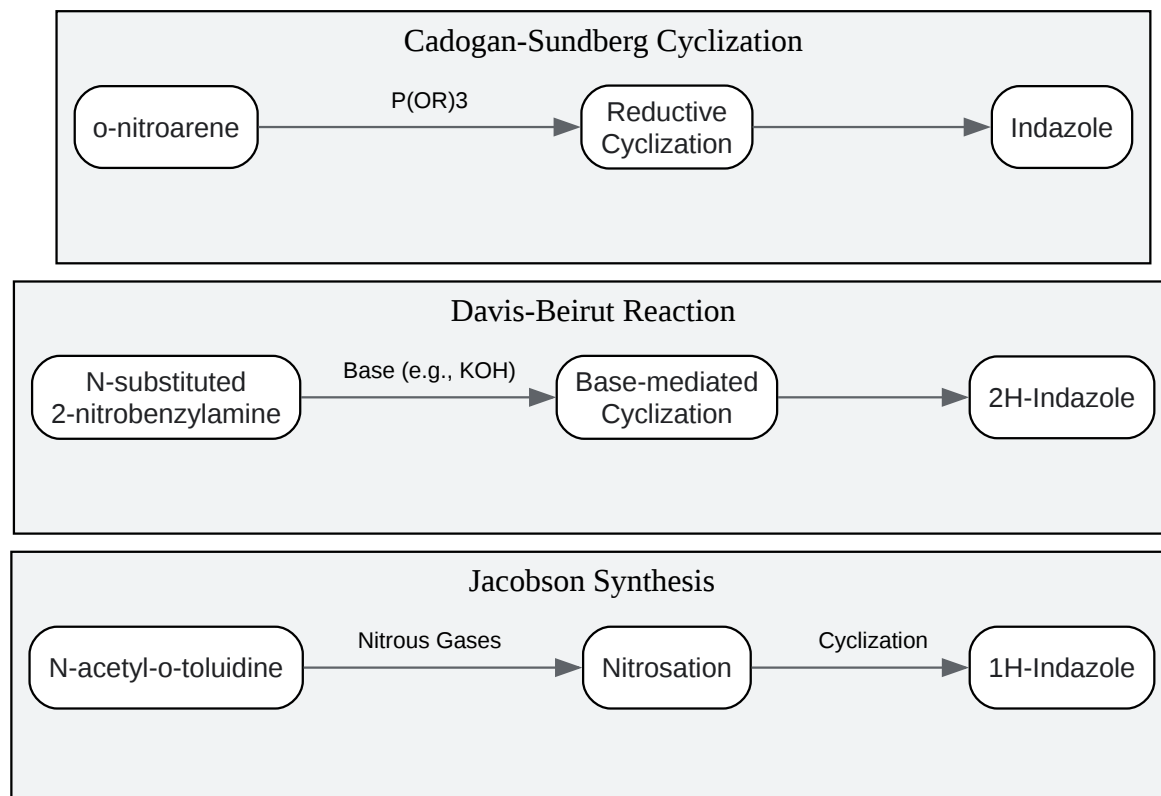 Cadogan-Sundberg Cyclization
o-nitroarene
P(OR)3
Reductive
Cyclization
Indazole
Davis-Beirut Reaction
N-substituted
2-nitrobenzylamine
Base (e.g., KOH)
Base-mediated
Cyclization
2H-Indazole
Jacobson Synthesis
N-acetyl-o-toluidine
Nitrous Gases
Nitrosation
Cyclization
1H-Indazole